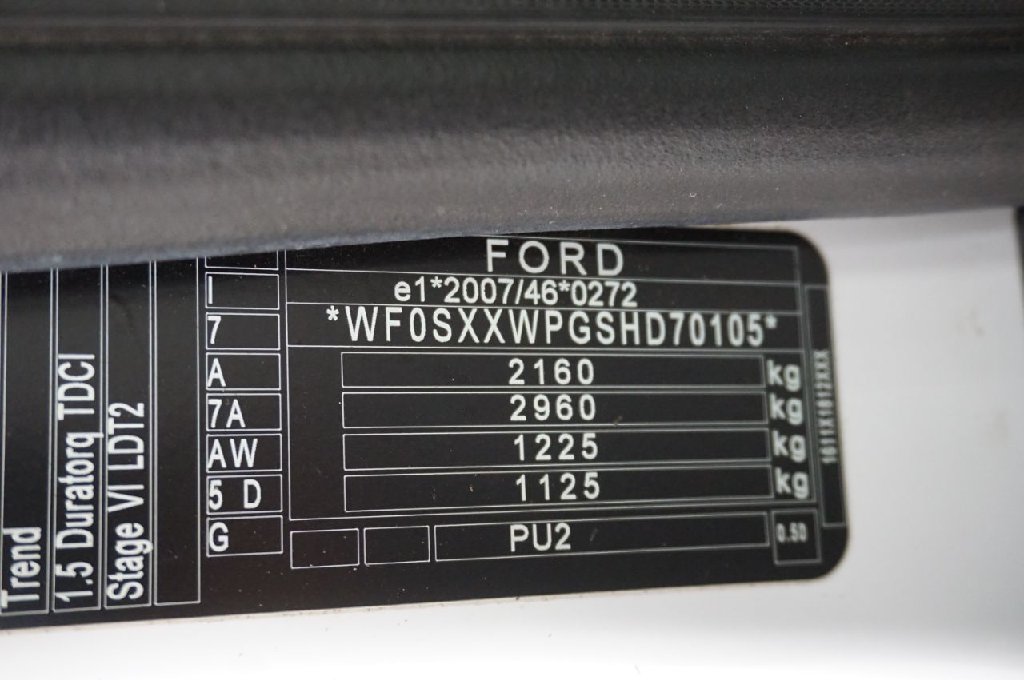 FORD
e1*2007/46*0272
*WF0SXXWPGSHD70105*
2160 kg
2960 kg
1225 kg
1125 kg
PU2
0.50
I
7
A
7A
AW
5 D
G
Trend
1.5 Duratorq TDCI
Stage VI LDT2